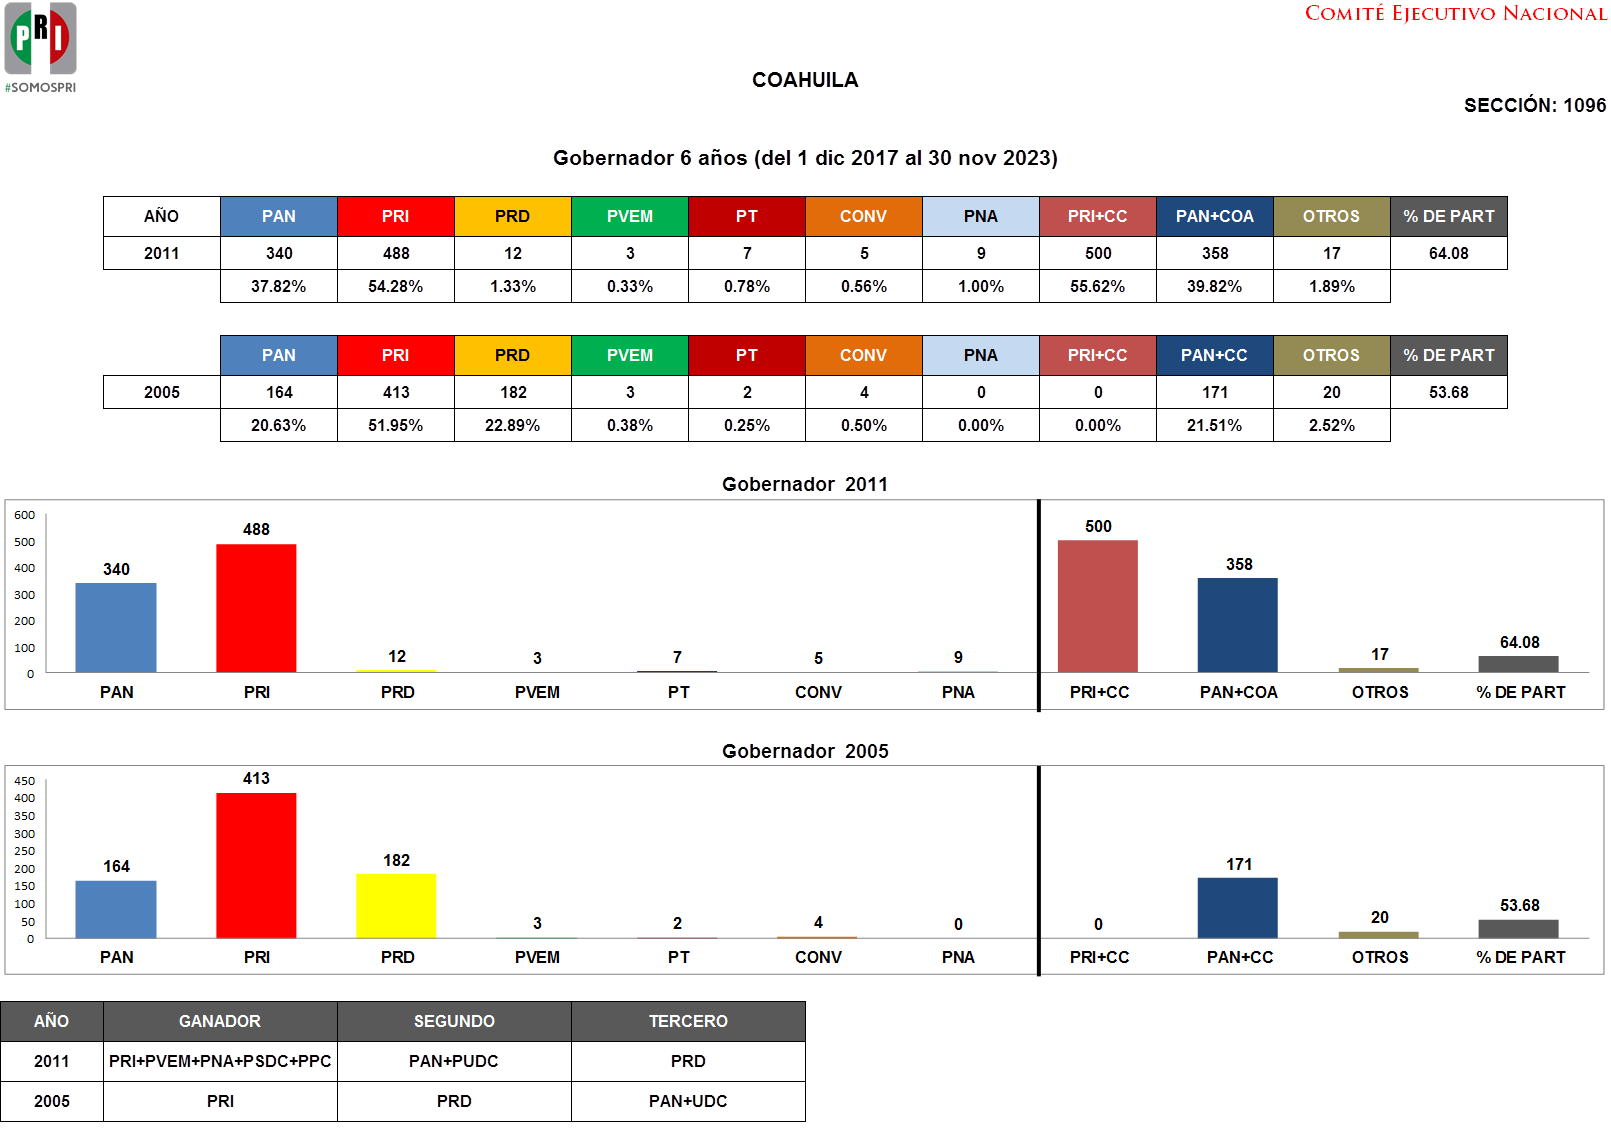 PRI
#SOMOSPRI
COMITÉ EJECUTIVO NACIONAL
COAHUILA
SECCIÓN: 1096
Gobernador 6 años (del 1 dic 2017 al 30 nov 2023)
AÑO PAN PRI PRD PVEM PT CONV PNA PRI+CC PAN+COA OTROS % DE PART
2011 340 488 12 3 7 5 9 500 358 17 64.08
37.82% 54.28% 1.33% 0.33% 0.78% 0.56% 1.00% 55.62% 39.82% 1.89%
PAN PRI PRD PVEM PT CONV PNA PRI+CC PAN+CC OTROS % DE PART
2005 164 413 182 3 2 4 0 0 171 20 53.68
20.63% 51.95% 22.89% 0.38% 0.25% 0.50% 0.00% 0.00% 21.51% 2.52%
Gobernador 2011
600
500
400
300
200
100
0
340 488 12 3 7 5 9 500 358 17 64.08
PAN PRI PRD PVEM PT CONV PNA PRI+CC PAN+COA OTROS % DE PART
Gobernador 2005
450
400
350
300
250
200
150
100
50
0
164 413 182 3 2 4 0 0 171 20 53.68
PAN PRI PRD PVEM PT CONV PNA PRI+CC PAN+CC OTROS % DE PART
AÑO GANADOR SEGUNDO TERCERO
2011 PRI+PVEM+PNA+PSDC+PPC PAN+PUDC PRD
2005 PRI PRD PAN+UDC